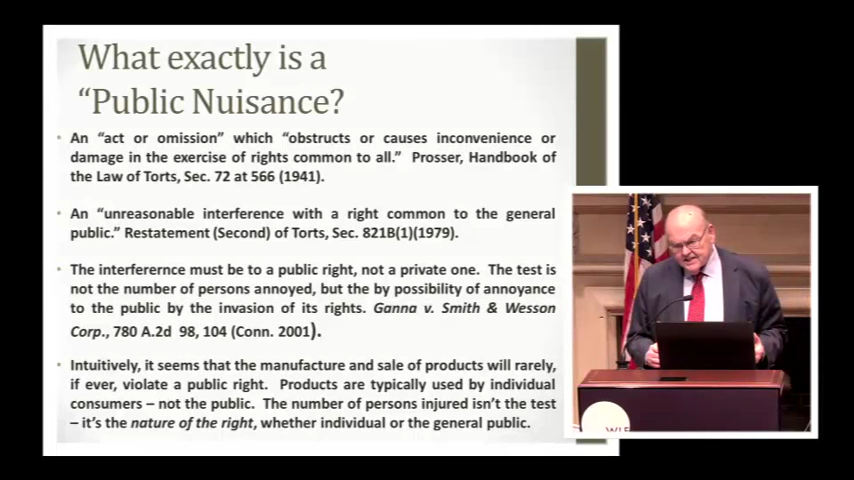 What exactly is a
“Public Nuisance?
• An “act or omission” which “obstructs or causes inconvenience or
damage in the exercise of rights common to all.” Prosser, Handbook of
the Law of Torts, Sec. 72 at 566 (1941).
• An “unreasonable interference with a right common to the general
public.” Restatement (Second) of Torts, Sec. 821B(1)(1979).
• The interfernence must be to a public right, not a private one. The test is
not the number of persons annoyed, but the by possibility of annoyance
to the public by the invasion of its rights. Ganna v. Smith & Wesson
Corp., 780 A.2d 98, 104 (Conn. 2001).
• Intuitively, it seems that the manufacture and sale of products will rarely,
if ever, violate a public right. Products are typically used by individual
consumers – not the public. The number of persons injured isn’t the test
– it’s the nature of the right, whether individual or the general public.